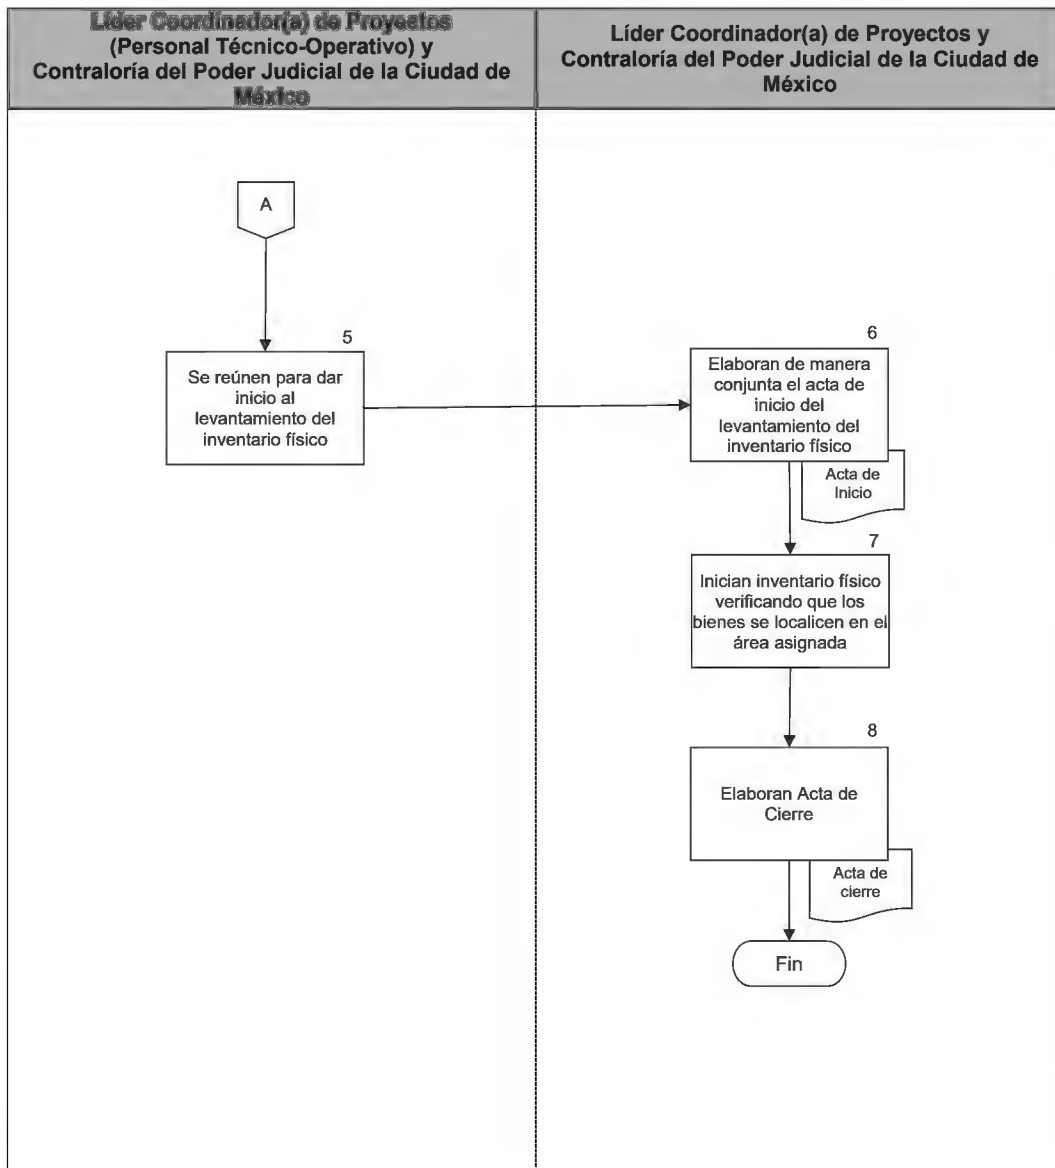 Líder Coordinador(a) de Proyectos
(Personal Técnico-Operativo) y
Contraloría del Poder Judicial de la Ciudad de
México
Líder Coordinador(a) de Proyectos y
Contraloría del Poder Judicial de la Ciudad de
México
A
5
Se reúnen para dar
inicio al
levantamiento del
inventario físico
6
Elaboran de manera
conjunta el acta de
inicio del
levantamiento del
inventario físico
Acta de
Inicio
7
Inician inventario físico
verificando que los
bienes se localicen en el
área asignada
8
Elaboran Acta de
Cierre
Acta de
cierre
Fin